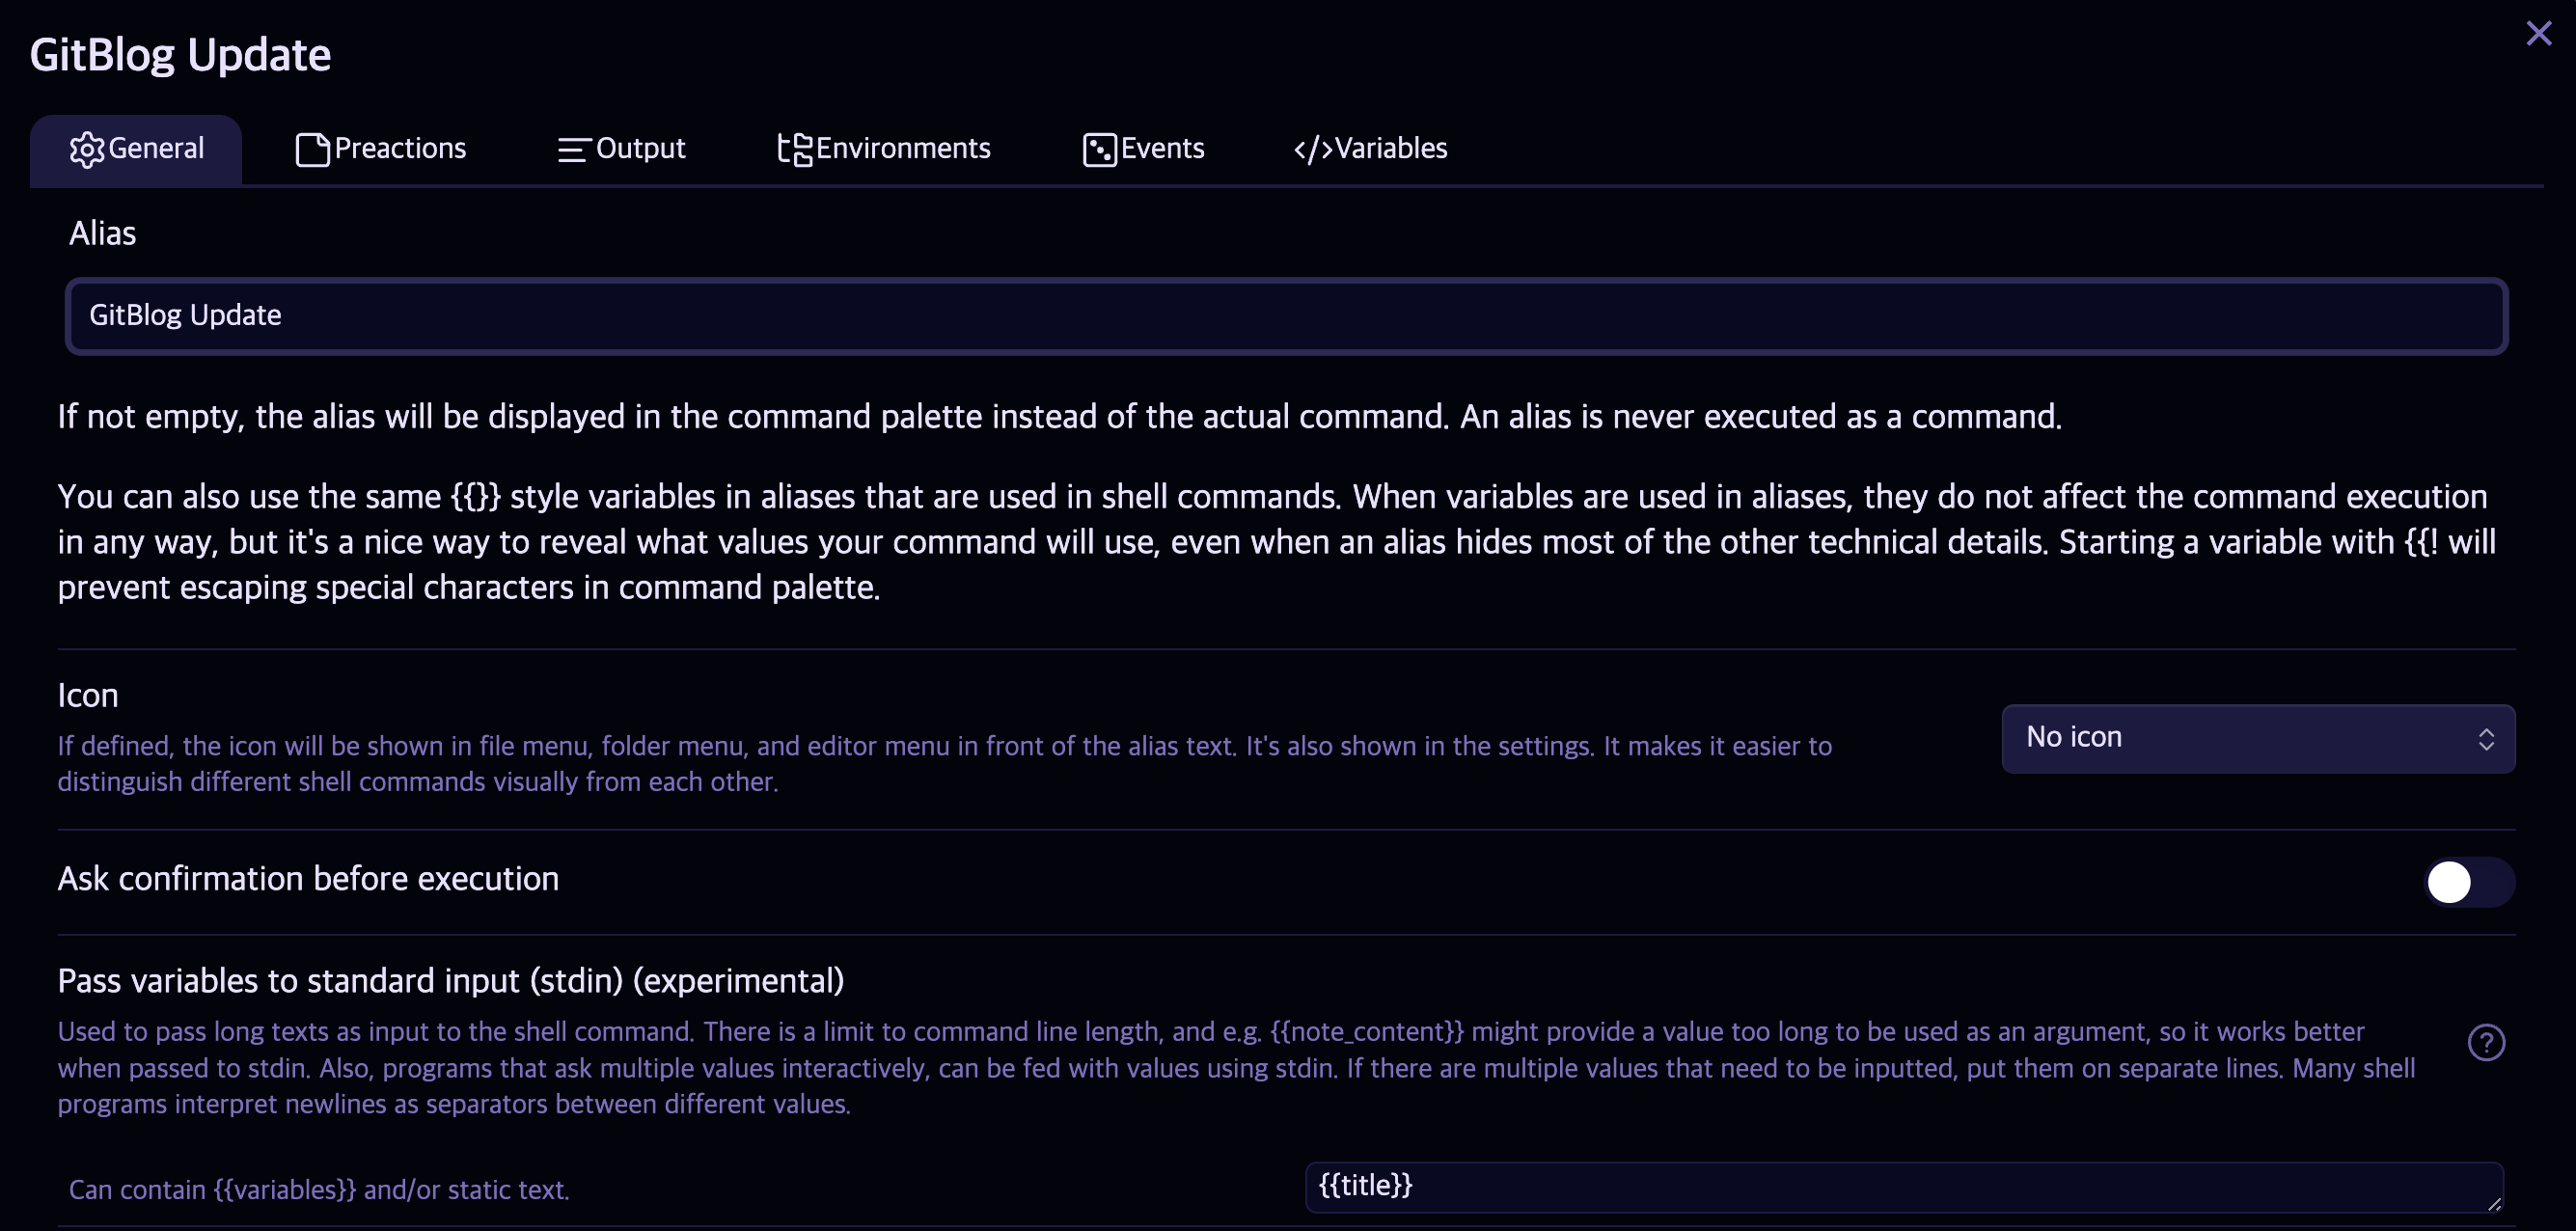 GitBlog Update
General Preactions Output Environments Events </>Variables
Alias
GitBlog Update
If not empty, the alias will be displayed in the command palette instead of the actual command. An alias is never executed as a command.
You can also use the same {{}} style variables in aliases that are used in shell commands. When variables are used in aliases, they do not affect the command execution
in any way, but it's a nice way to reveal what values your command will use, even when an alias hides most of the other technical details. Starting a variable with {{! will
prevent escaping special characters in command palette.
Icon
If defined, the icon will be shown in file menu, folder menu, and editor menu in front of the alias text. It's also shown in the settings. It makes it easier to
distinguish different shell commands visually from each other.
No icon
Ask confirmation before execution
Pass variables to standard input (stdin) (experimental)
Used to pass long texts as input to the shell command. There is a limit to command line length, and e.g. {{note_content}} might provide a value too long to be used as an argument, so it works better
when passed to stdin. Also, programs that ask multiple values interactively, can be fed with values using stdin. If there are multiple values that need to be inputted, put them on separate lines. Many shell
programs interpret newlines as separators between different values.
Can contain {{variables}} and/or static text.
{{title}}